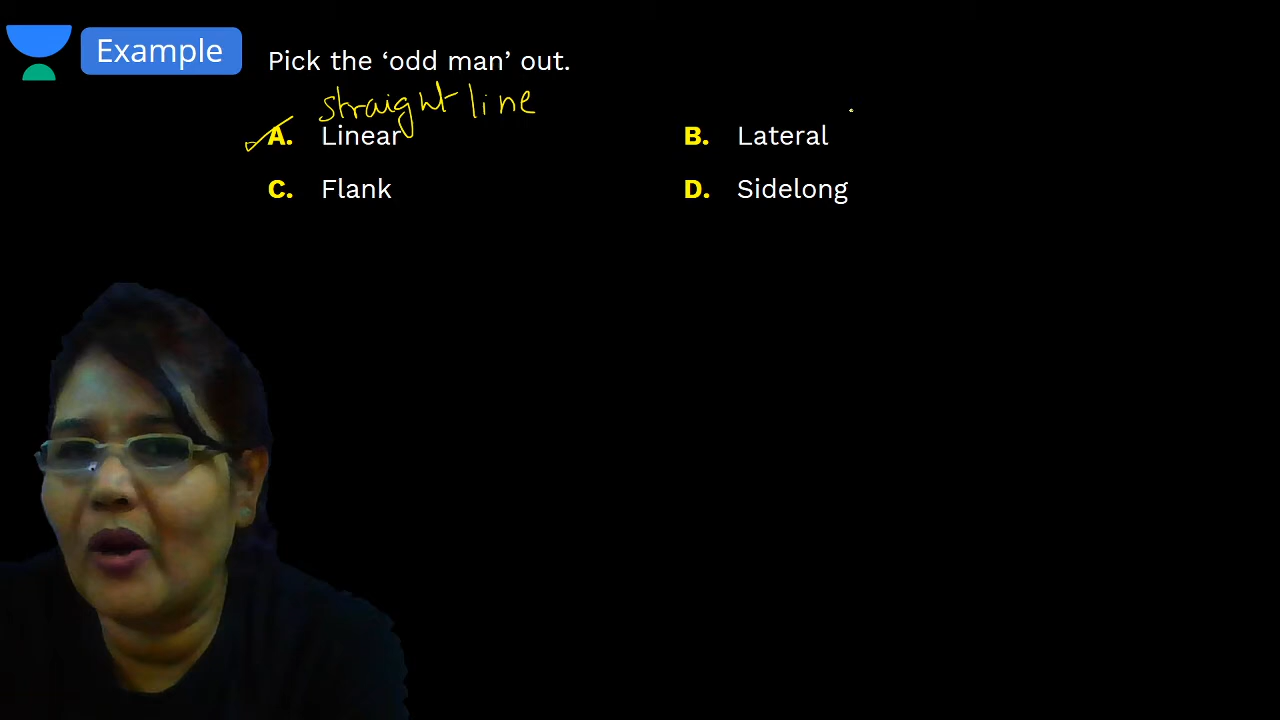 Example Pick the ‘odd man’ out.
straight line
A. Linear B. Lateral
C. Flank D. Sidelong